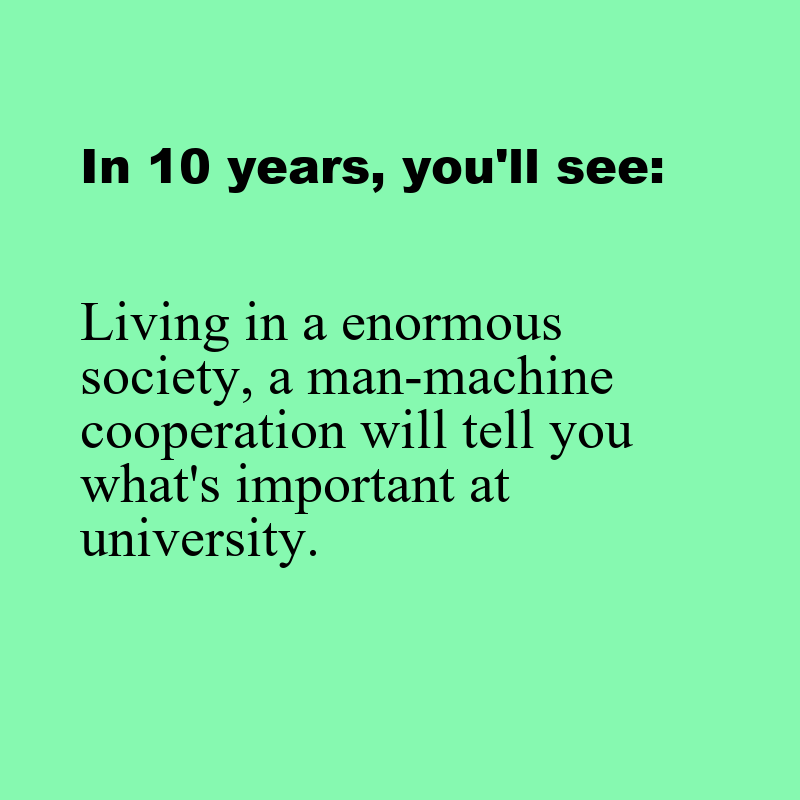 In 10 years, you'll see:
Living in a enormous
society, a man-machine
cooperation will tell you
what's important at
university.